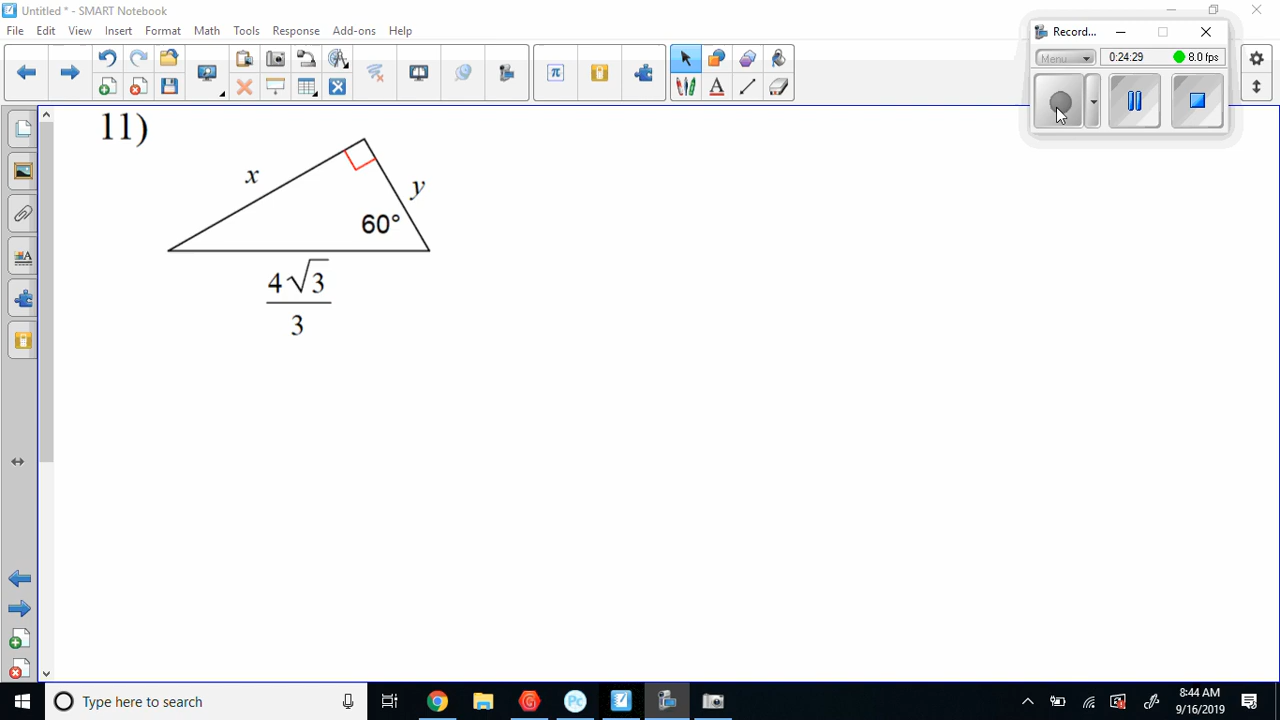 Untitled * - SMART Notebook
File Edit View Insert Format Math Tools Response Add-ons Help
Record...
Menu 0:24:29 8.0 fps
π
A
AA
11)
x
y
60°
4√3
3
Type here to search
8:44 AM
9/16/2019